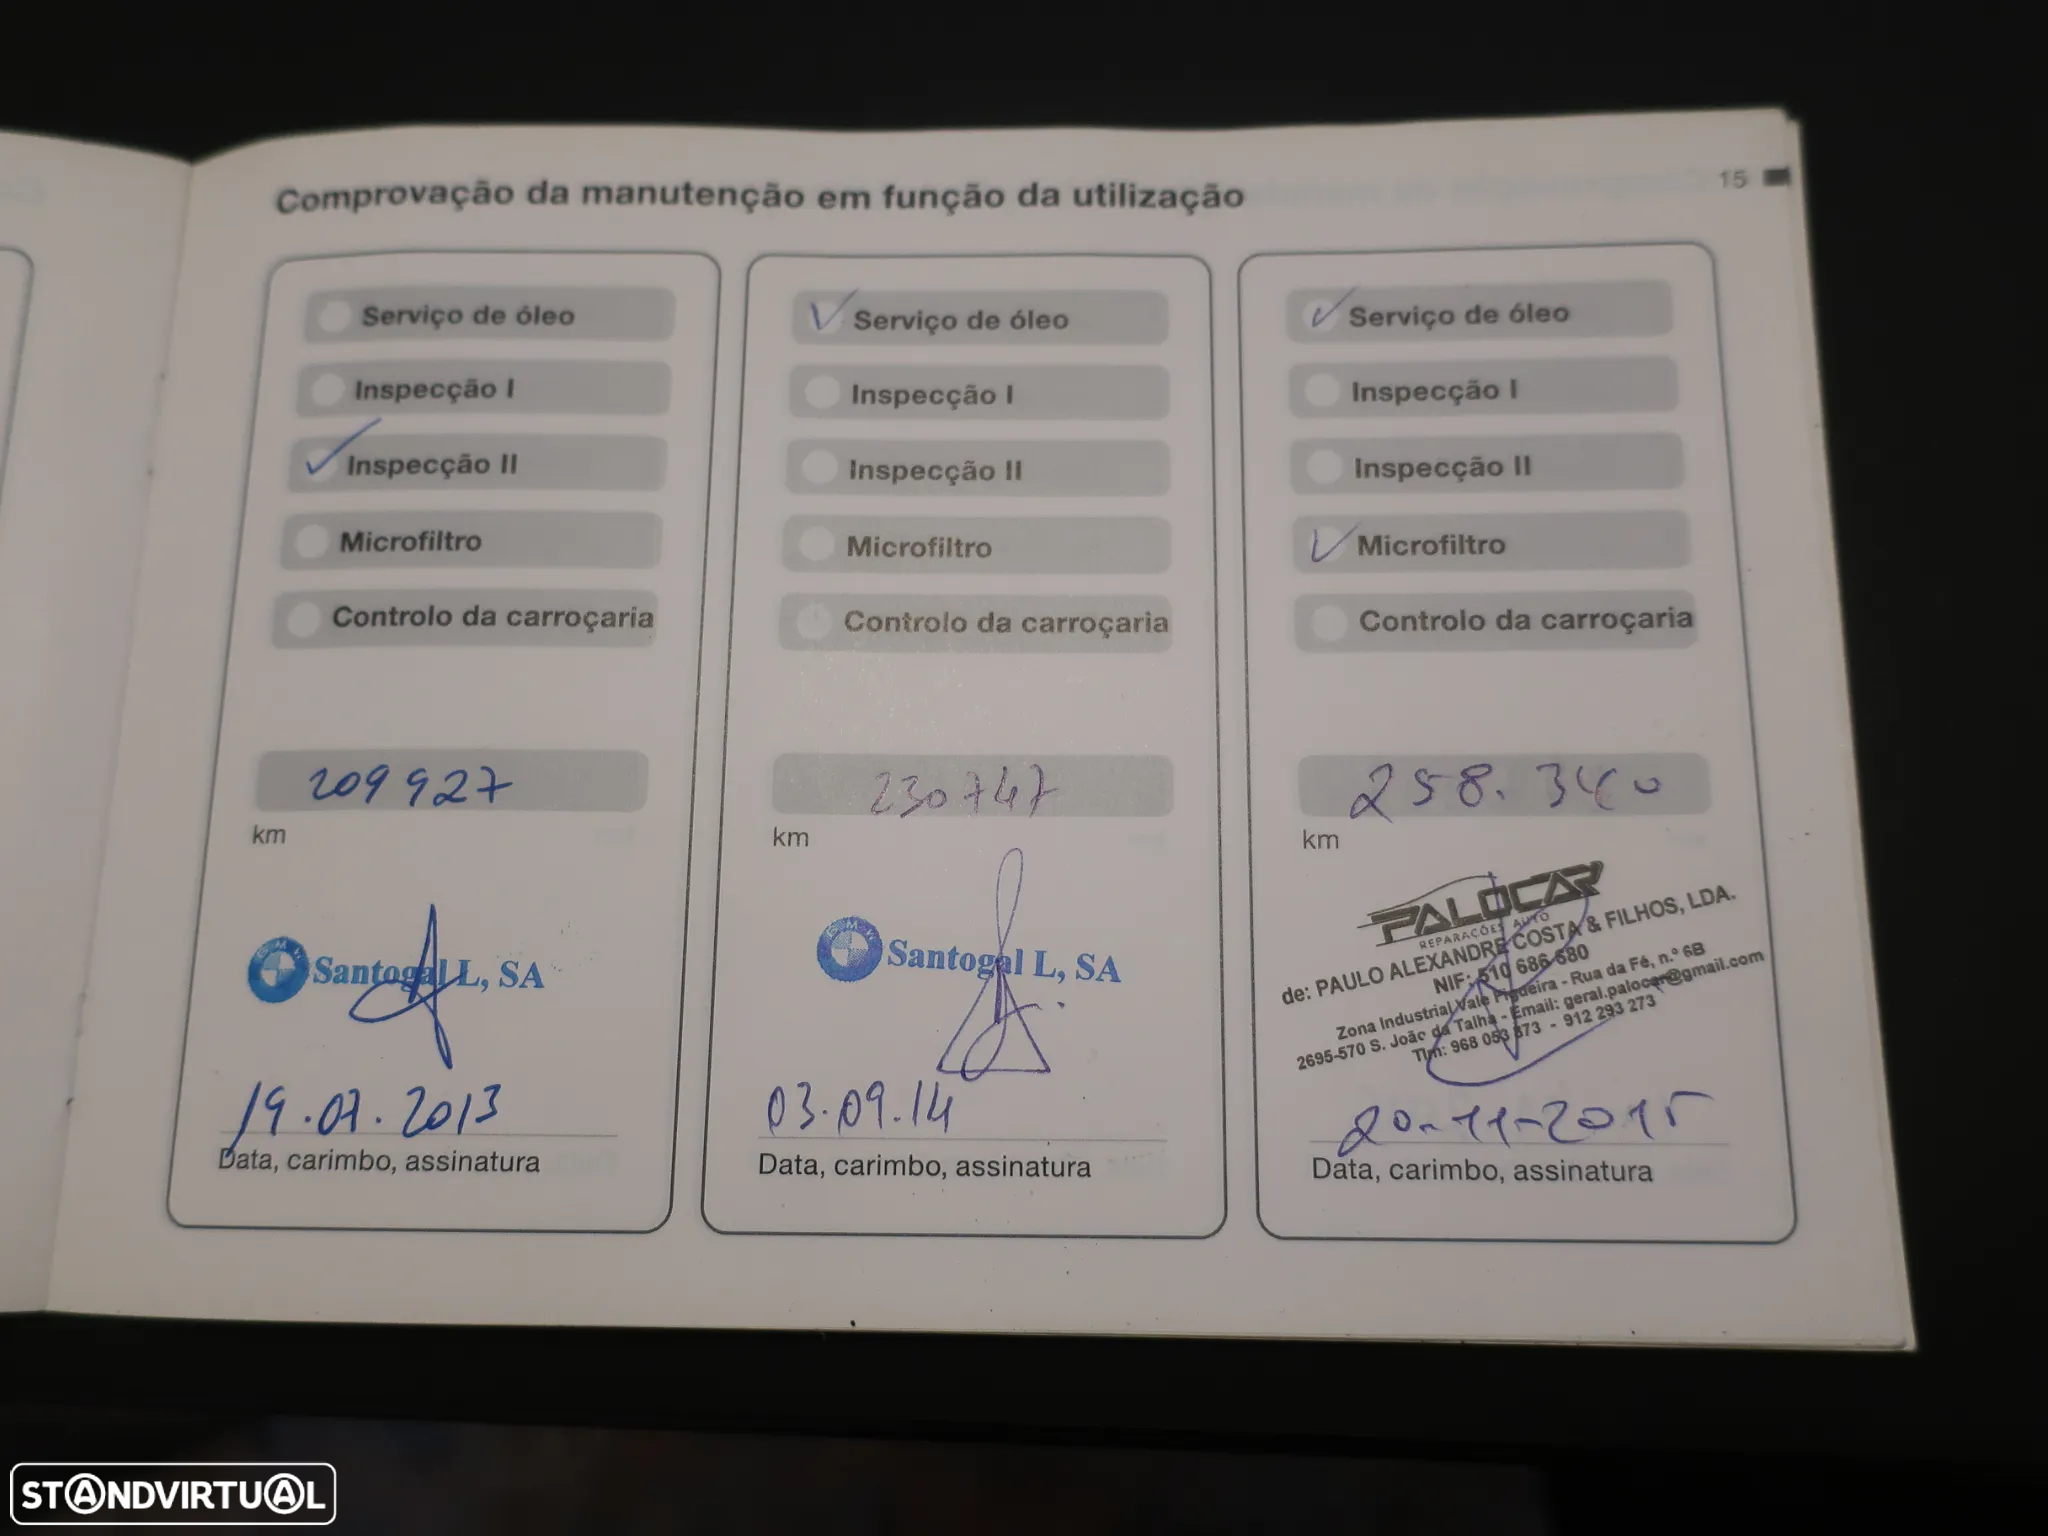 15
Comprovação da manutenção em função da utilização
Serviço de óleo
Inspecção I
Inspecção II
Microfiltro
Controlo da carroçaria
209927
km
BMW
Santogal L, SA
19.07.2013
Data, carimbo, assinatura
Serviço de óleo
Inspecção I
Inspecção II
Microfiltro
Controlo da carroçaria
230747
km
BMW
Santogal L, SA
03.09.14
Data, carimbo, assinatura
Serviço de óleo
Inspecção I
Inspecção II
Microfiltro
Controlo da carroçaria
258.340
km
PALOCAR
REPARAÇÕES AUTO
de: PAULO ALEXANDRE COSTA & FILHOS, LDA.
NIF: 510 686 680
Zona Industrial Vale Figueira - Rua da Fé, n.º 6B
2695-570 S. João da Talha - Email: geral.palocar@gmail.com
Tlm: 968 053 873 - 912 293 273
20-11-2015
Data, carimbo, assinatura
STANDVIRTUAL